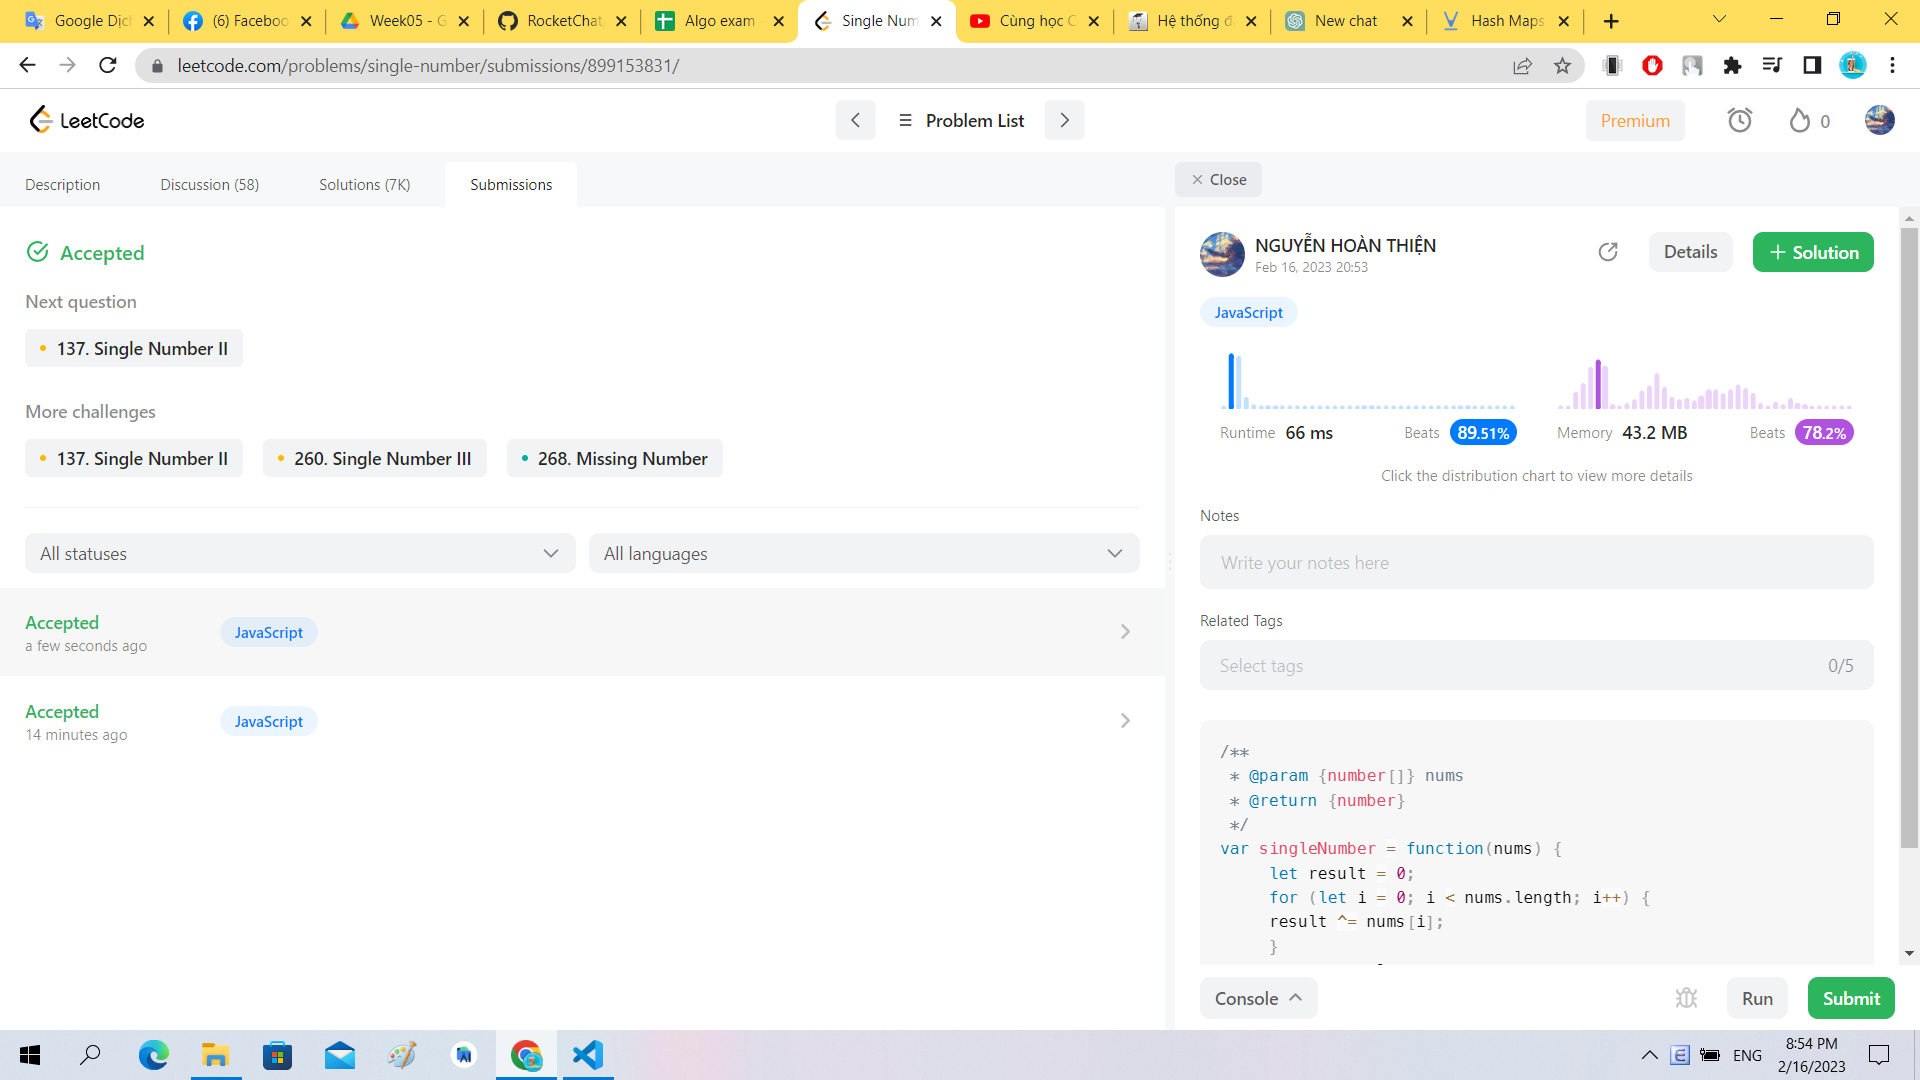 Google Dịch
(6) Faceboo
Week05 - G
RocketChat
Algo exam -
Single Num
Cùng học C
Hệ thống đ
New chat
Hash Maps
leetcode.com/problems/single-number/submissions/899153831/
LeetCode
Problem List
Premium
0
Description
Discussion (58)
Solutions (7K)
Submissions
Close
Accepted
Next question
137. Single Number II
More challenges
137. Single Number II
260. Single Number III
268. Missing Number
All statuses
All languages
Accepted
a few seconds ago
JavaScript
Accepted
14 minutes ago
JavaScript
NGUYỄN HOÀN THIỆN
Feb 16, 2023 20:53
Details
+ Solution
JavaScript
Runtime 66 ms
Beats 89.51%
Memory 43.2 MB
Beats 78.2%
Click the distribution chart to view more details
Notes
Write your notes here
Related Tags
Select tags
0/5
/**
* @param {number[]} nums
* @return {number}
*/
var singleNumber = function(nums) {
let result = 0;
for (let i = 0; i < nums.length; i++) {
result ^= nums[i];
}
Console
Run
Submit
ENG
8:54 PM
2/16/2023